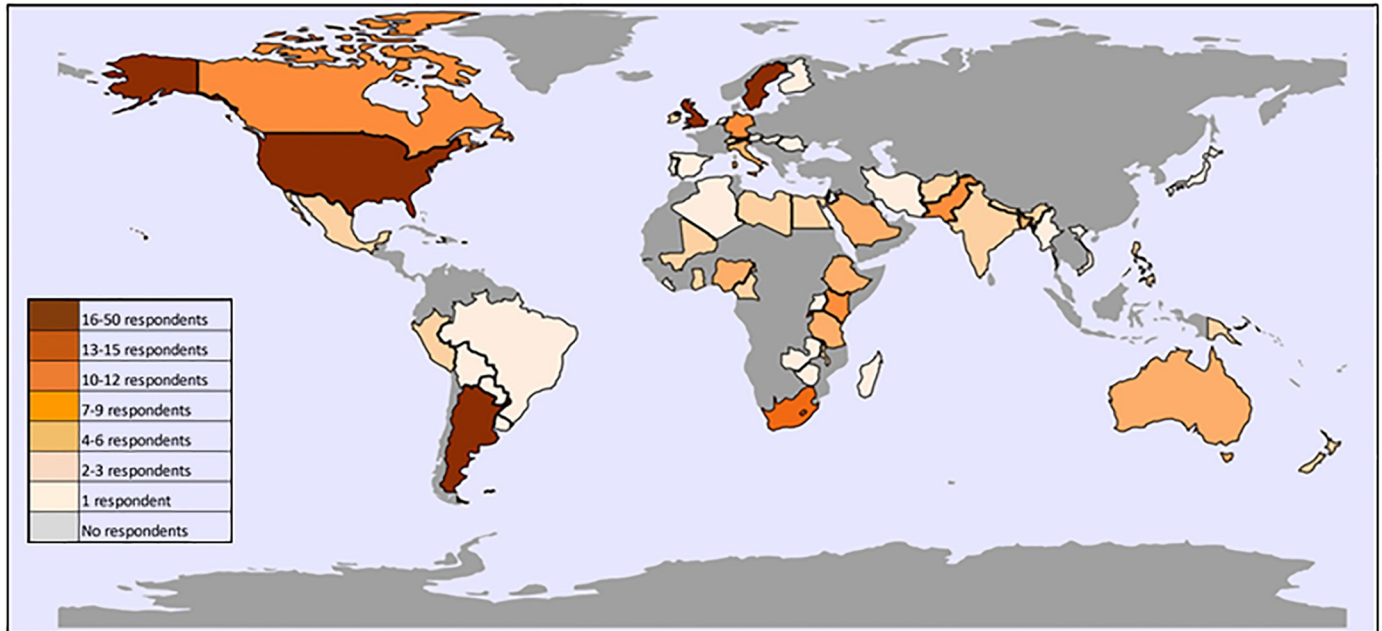 16-50 respondents
13-15 respondents
10-12 respondents
7-9 respondents
4-6 respondents
2-3 respondents
1 respondent
No respondents